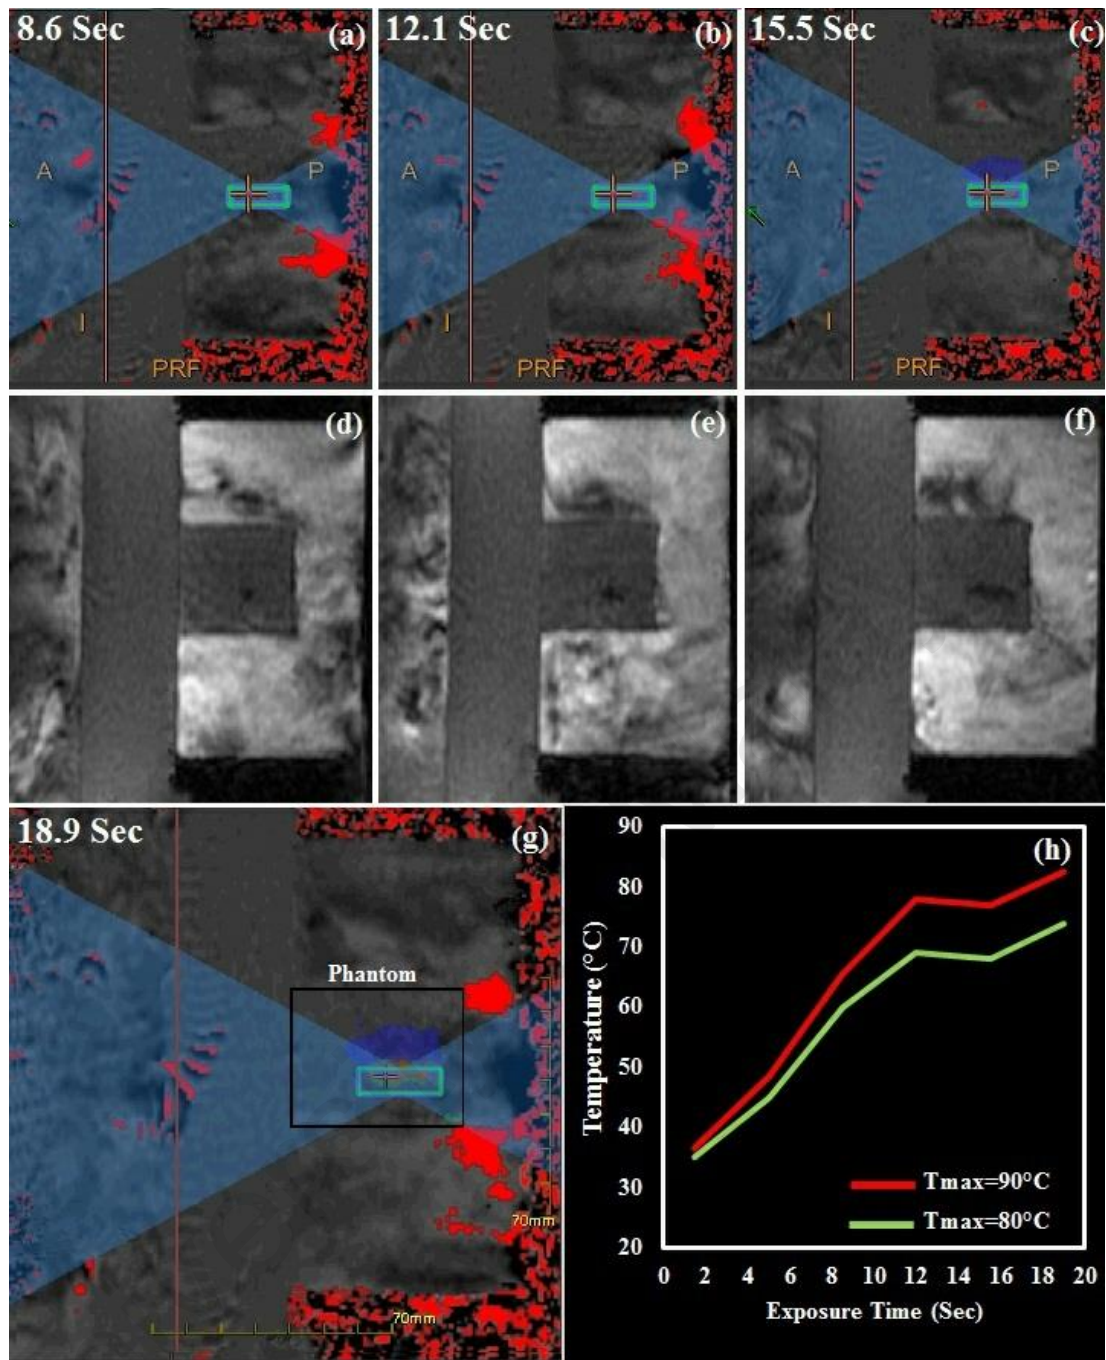 8.6 Sec (a)
A
P
I
PRF
12.1 Sec (b)
A
P
I
PRF
15.5 Sec (c)
A
P
I
PRF
(d)
(e)
(f)
18.9 Sec (g)
Phantom
70mm
70mm
(h)
90
80
70
60
50
40
30
20
Temperature (°C)
Tmax=90°C
Tmax=80°C
0 2 4 6 8 10 12 14 16 18 20
Exposure Time (Sec)